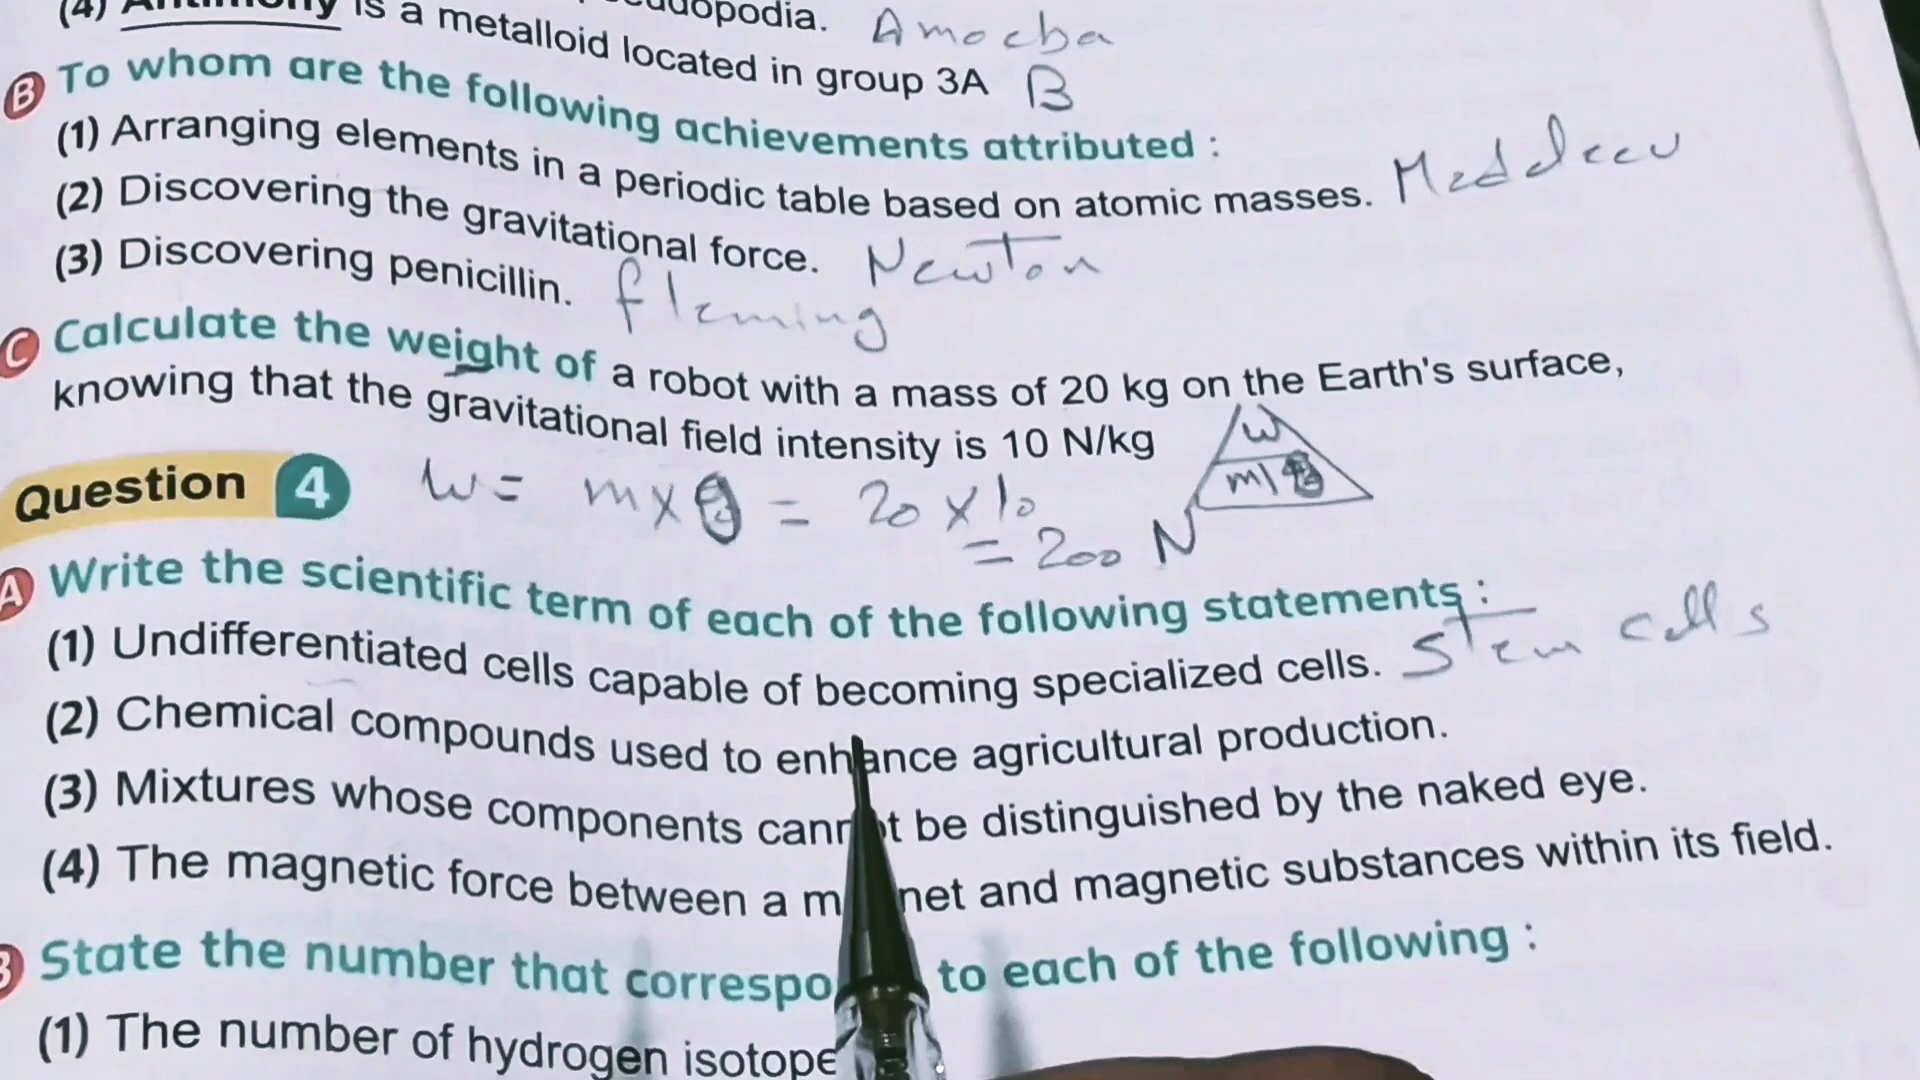 pseudopodia. Amoeba
(4) Antimony is a metalloid located in group 3A B
B To whom are the following achievements attributed :
(1) Arranging elements in a periodic table based on atomic masses.
(2) Discovering the gravitational force. Newton
(3) Discovering penicillin. fleming
C Calculate the weight of a robot with a mass of 20 kg on the Earth's surface,
knowing that the gravitational field intensity is 10 N/kg
W
m|
Question 4
W = m x = 20 x 10
= 200 N
A Write the scientific term of each of the following statements :
(1) Undifferentiated cells capable of becoming specialized cells. Stem cells
(2) Chemical compounds used to enhance agricultural production.
(3) Mixtures whose components cannot be distinguished by the naked eye.
(4) The magnetic force between a magnet and magnetic substances within its field.
B State the number that correspo to each of the following :
(1) The number of hydrogen isotope